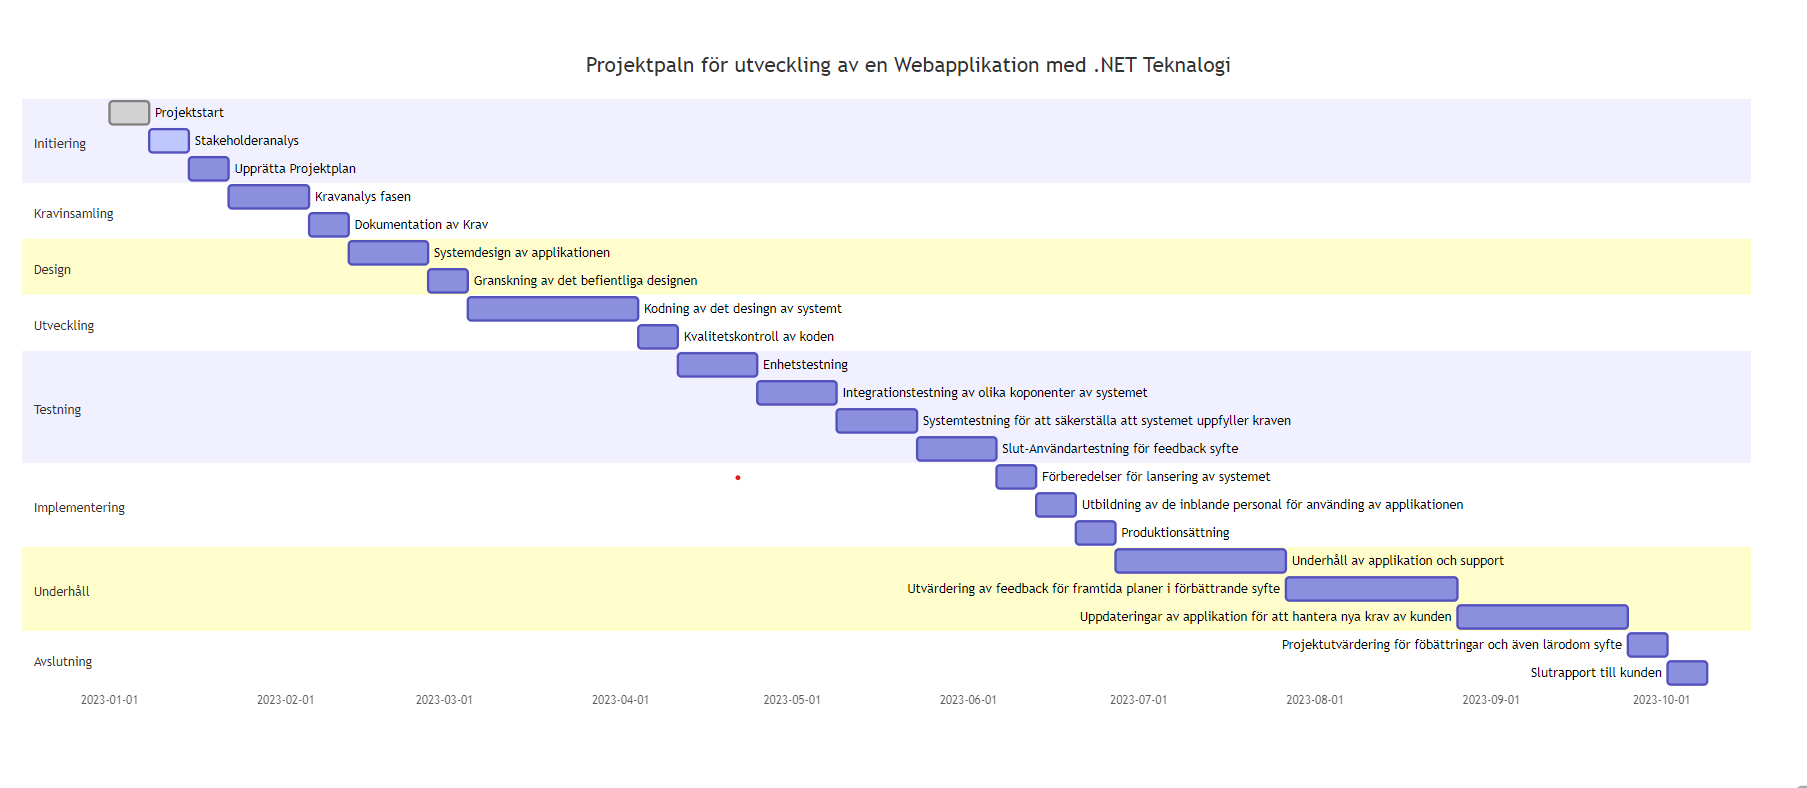 Projektpaln för utveckling av en Webapplikation med .NET Teknalogi
Initiering
Projektstart
Stakeholderanalys
Upprätta Projektplan
Kravinsamling
Kravanalys fasen
Dokumentation av Krav
Design
Systemdesign av applikationen
Granskning av det befientliga designen
Utveckling
Kodning av det desingn av systemt
Kvalitetskontroll av koden
Testning
Enhetstestning
Integrationstestning av olika koponenter av systemet
Systemtestning för att säkerställa att systemet uppfyller kraven
Slut-Användartestning för feedback syfte
Implementering
Förberedelser för lansering av systemet
Utbildning av de inblande personal för använding av applikationen
Produktionsättning
Underhåll
Underhåll av applikation och support
Utvärdering av feedback för framtida planer i förbättrande syfte
Uppdateringar av applikation för att hantera nya krav av kunden
Avslutning
Projektutvärdering för föbättringar och även lärodom syfte
Slutrapport till kunden
2023-01-01 2023-02-01 2023-03-01 2023-04-01 2023-05-01 2023-06-01 2023-07-01 2023-08-01 2023-09-01 2023-10-01